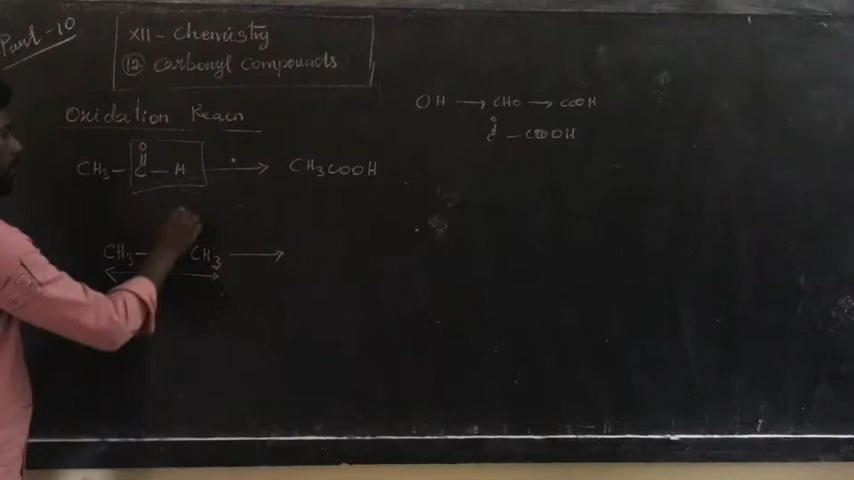 Part-10
XII - Chemistry
12. Carbonyl Compounds
Oxidation Reacn
O
||
CH₃ - C - H → CH₃COOH
CH₃ - CH₃ →
OH → CHO → COOH
O
||
C - COOH